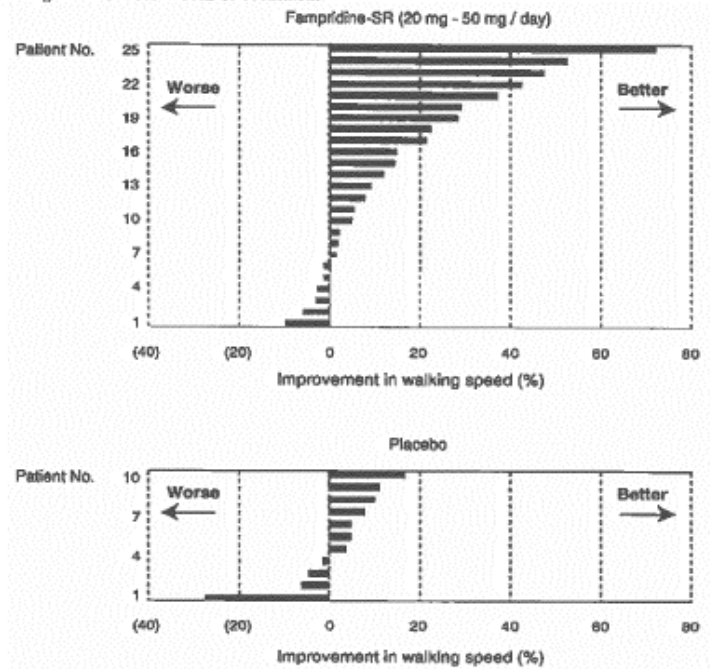 Fampridine-SR (20 mg - 50 mg / day)
Patient No.
25
22
19
16
13
10
7
4
1
Worse
Better
(40) (20) 0 20 40 60 80
Improvement in walking speed (%)
Placebo
Patient No.
10
7
4
1
Worse
Better
(40) (20) 0 20 40 60 80
Improvement in walking speed (%)